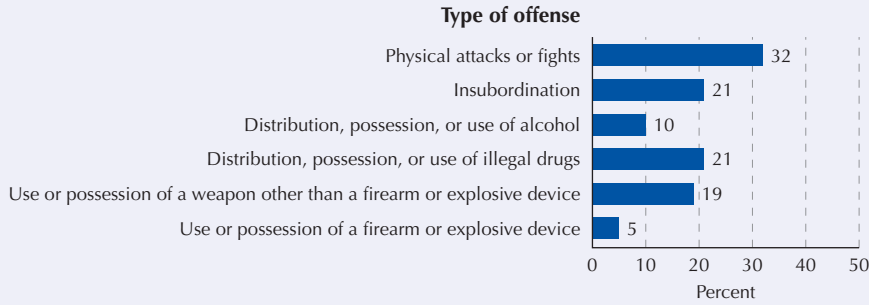 Type of offense
Physical attacks or fights 32
Insubordination 21
Distribution, possession, or use of alcohol 10
Distribution, possession, or use of illegal drugs 21
Use or possession of a weapon other than a firearm or explosive device 19
Use or possession of a firearm or explosive device 5
0 10 20 30 40 50
Percent